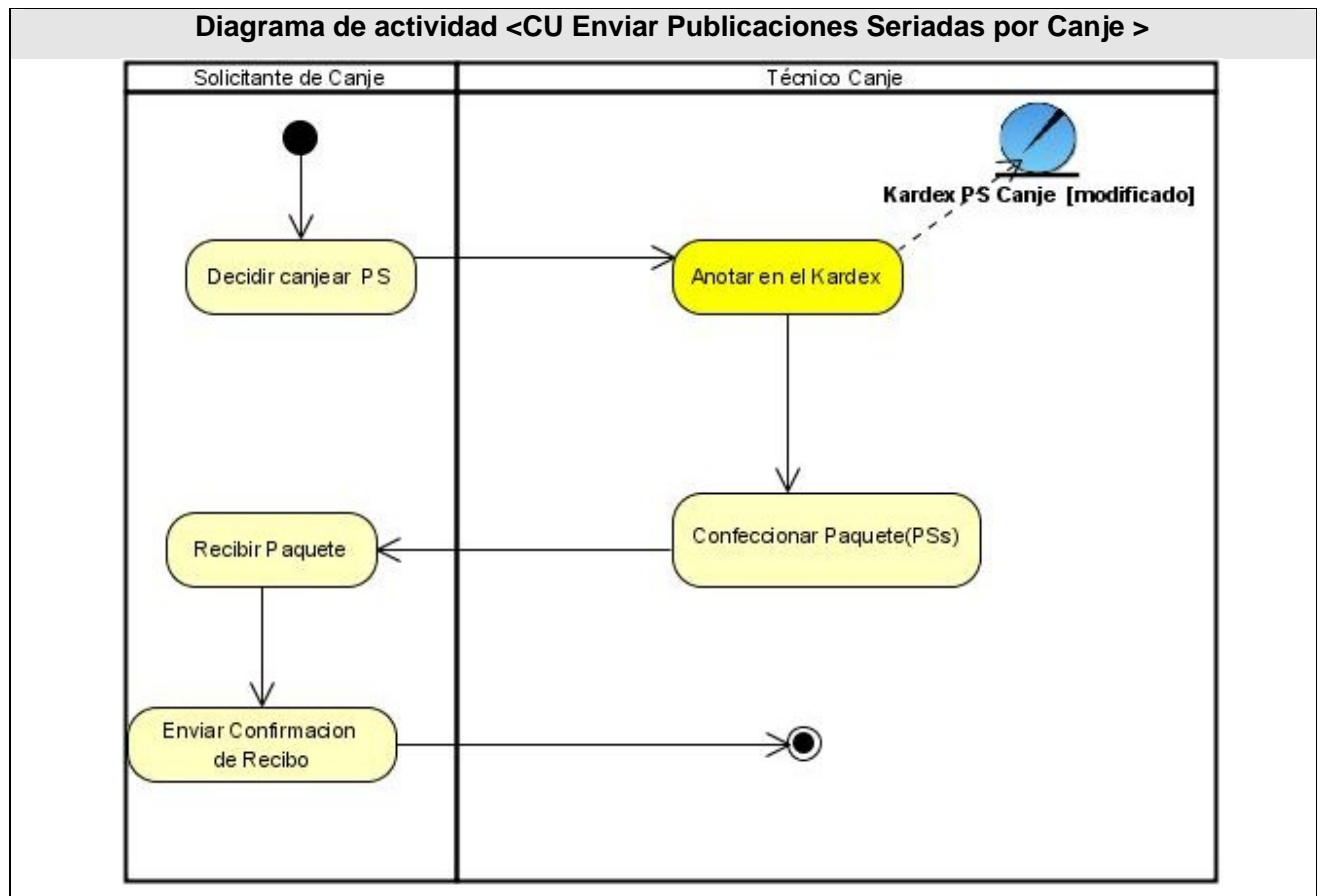 Diagrama de actividad <CU Enviar Publicaciones Seriadas por Canje >
Solicitante de Canje
Técnico Canje
Kardex PS Canje [modificado]
Decidir canjear PS
Anotar en el Kardex
Confeccionar Paquete(PSs)
Recibir Paquete
Enviar Confirmacion
de Recibo